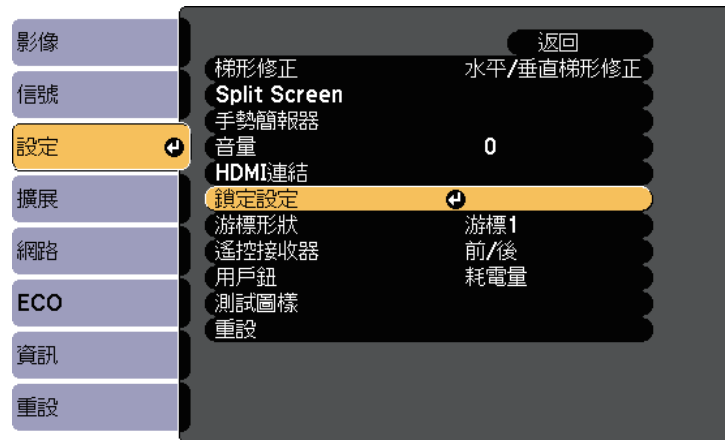 影像
信號
設定
擴展
網路
ECO
資訊
重設
返回
梯形修正 水平/垂直梯形修正
Split Screen
手勢簡報器
音量 0
HDMI連結
鎖定設定
游標形狀 游標1
遙控接收器 前/後
用戶鈕 耗電量
測試圖樣
重設